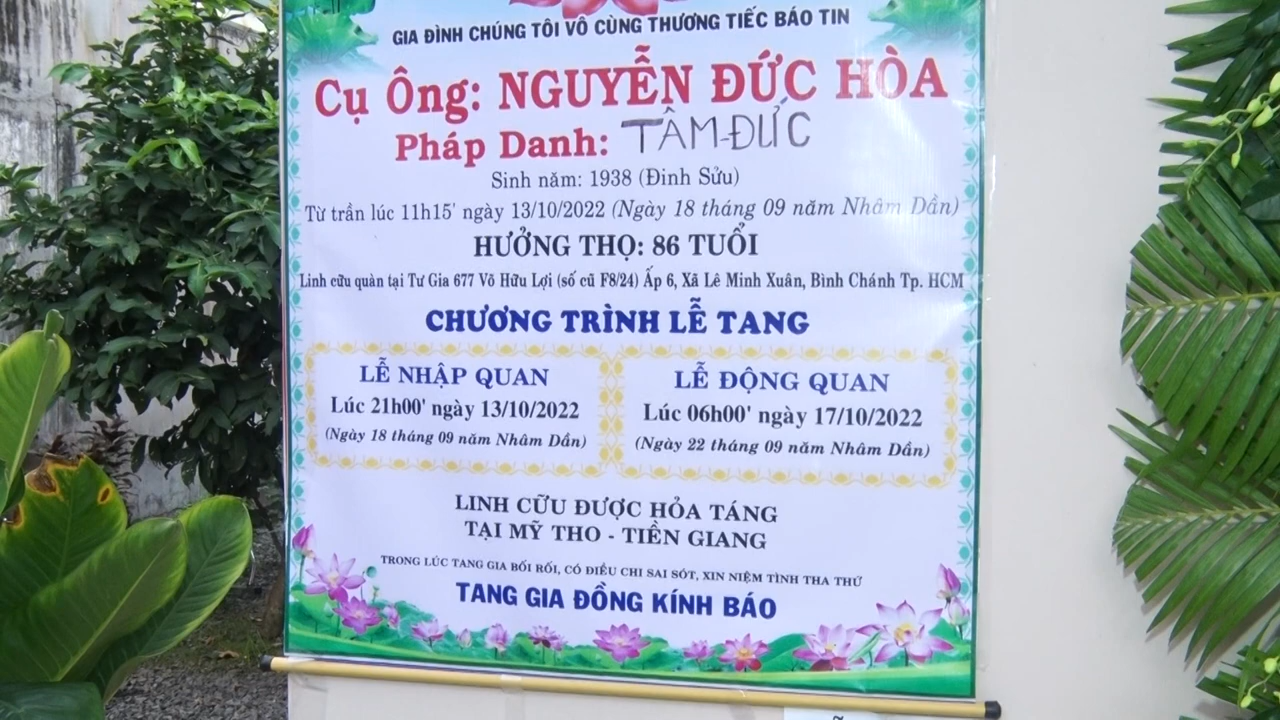 GIA ĐÌNH CHÚNG TÔI VÔ CÙNG THƯƠNG TIẾC BÁO TIN
Cụ Ông: NGUYỄN ĐỨC HÒA
Pháp Danh: TÂM-ĐỨC
Sinh năm: 1938 (Đinh Sửu)
Từ trần lúc 11h15' ngày 13/10/2022 (Ngày 18 tháng 09 năm Nhâm Dần)
HƯỞNG THỌ: 86 TUỔI
Linh cữu quàn tại Tư Gia 677 Võ Hữu Lợi (số cũ F8/24) Ấp 6, Xã Lê Minh Xuân, Bình Chánh Tp. HCM
CHƯƠNG TRÌNH LỄ TANG
LỄ NHẬP QUAN
Lúc 21h00' ngày 13/10/2022
(Ngày 18 tháng 09 năm Nhâm Dần)
LỄ ĐỘNG QUAN
Lúc 06h00' ngày 17/10/2022
(Ngày 22 tháng 09 năm Nhâm Dần)
LINH CỮU ĐƯỢC HỎA TÁNG
TẠI MỸ THO - TIỀN GIANG
TRONG LÚC TANG GIA BỐI RỐI, CÓ ĐIỀU CHI SAI SÓT, XIN NIỆM TÌNH THA THỨ
TANG GIA ĐỒNG KÍNH BÁO